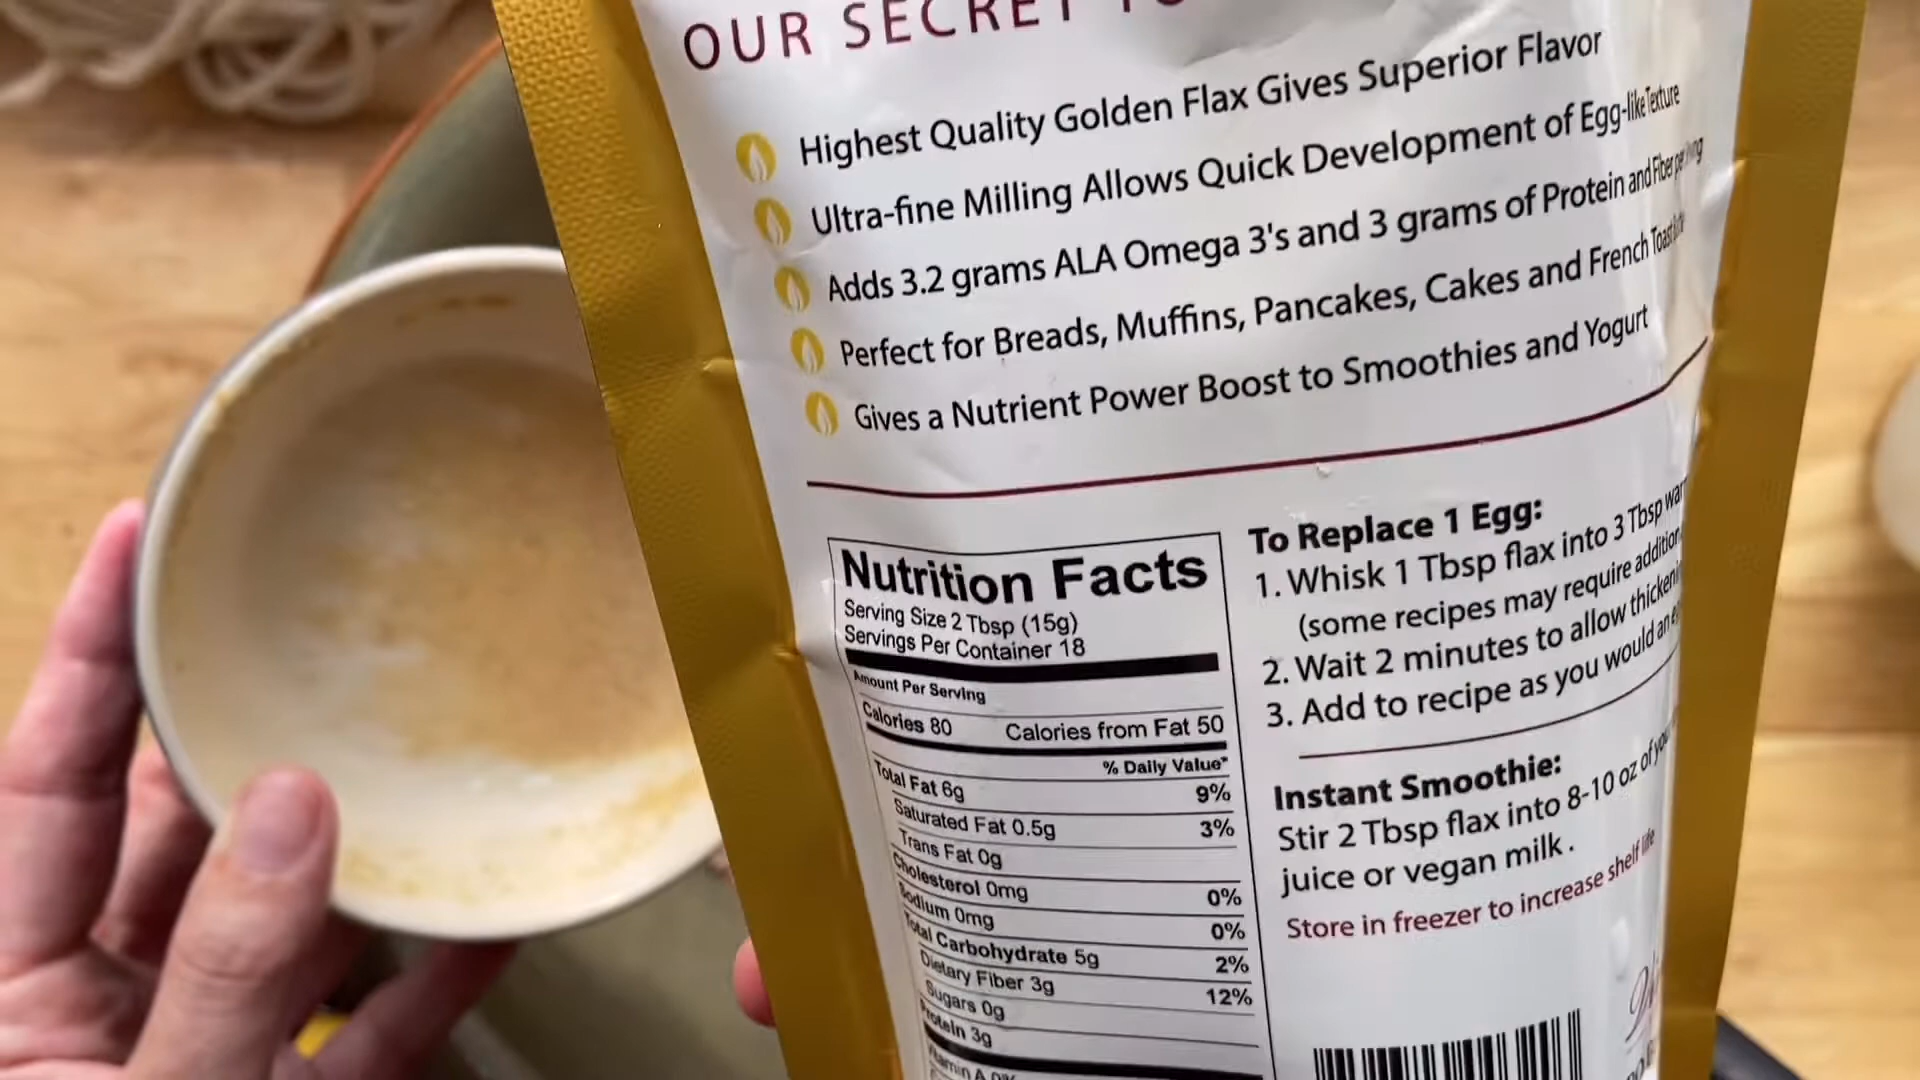 OUR SECRET
Highest Quality Golden Flax Gives Superior Flavor
Ultra-fine Milling Allows Quick Development of Egg-like Texture
Adds 3.2 grams ALA Omega 3's and 3 grams of Protein and Fiber per
Perfect for Breads, Muffins, Pancakes, Cakes and French Toast
Gives a Nutrient Power Boost to Smoothies and Yogurt
Nutrition Facts
Serving Size 2 Tbsp (15g)
Servings Per Container 18
Amount Per Serving
Calories 80 Calories from Fat 50
% Daily Value*
Total Fat 6g 9%
Saturated Fat 0.5g 3%
Trans Fat 0g
Cholesterol 0mg 0%
Sodium 0mg 0%
Total Carbohydrate 5g 2%
Dietary Fiber 3g 12%
Sugars 0g
Protein 3g
Vitamin A 0%
To Replace 1 Egg:
1. Whisk 1 Tbsp flax into 3 Tbsp
(some recipes may require
2. Wait 2 minutes to allow
3. Add to recipe as you would an
Instant Smoothie:
Stir 2 Tbsp flax into 8-10 oz of
juice or vegan milk.
Store in freezer to increase shelf life